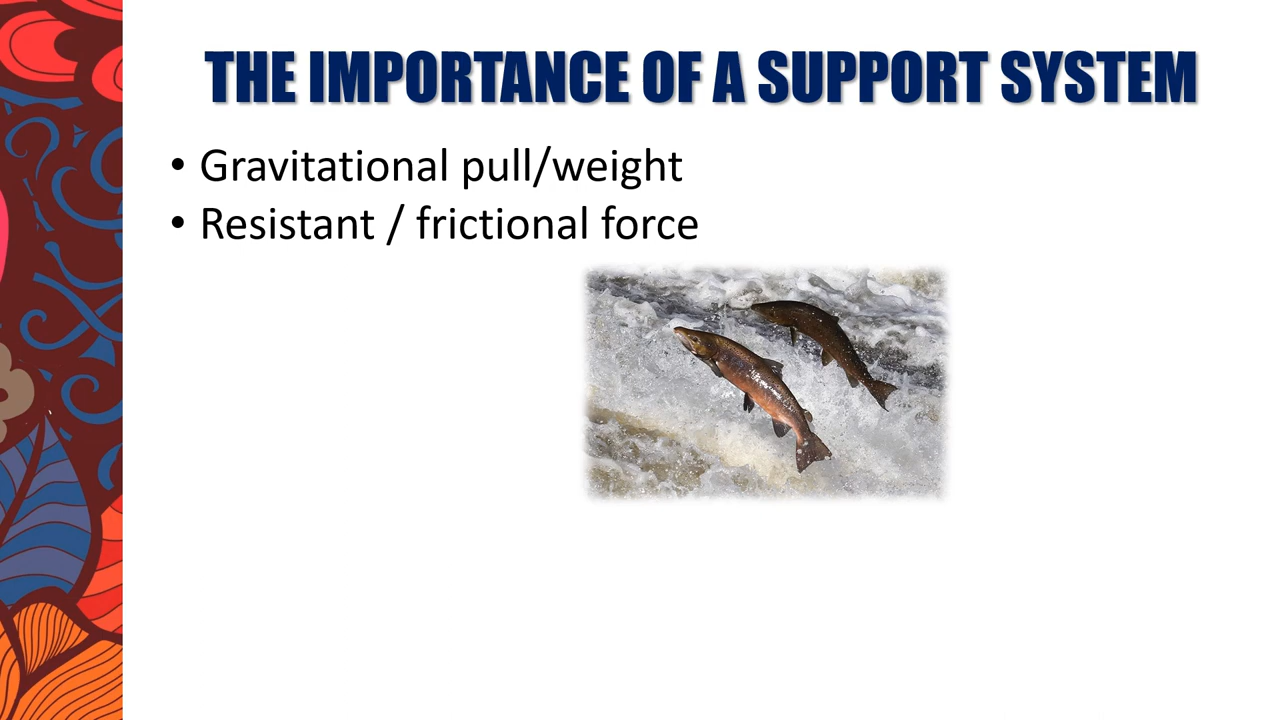 THE IMPORTANCE OF A SUPPORT SYSTEM
• Gravitational pull/weight
• Resistant / frictional force